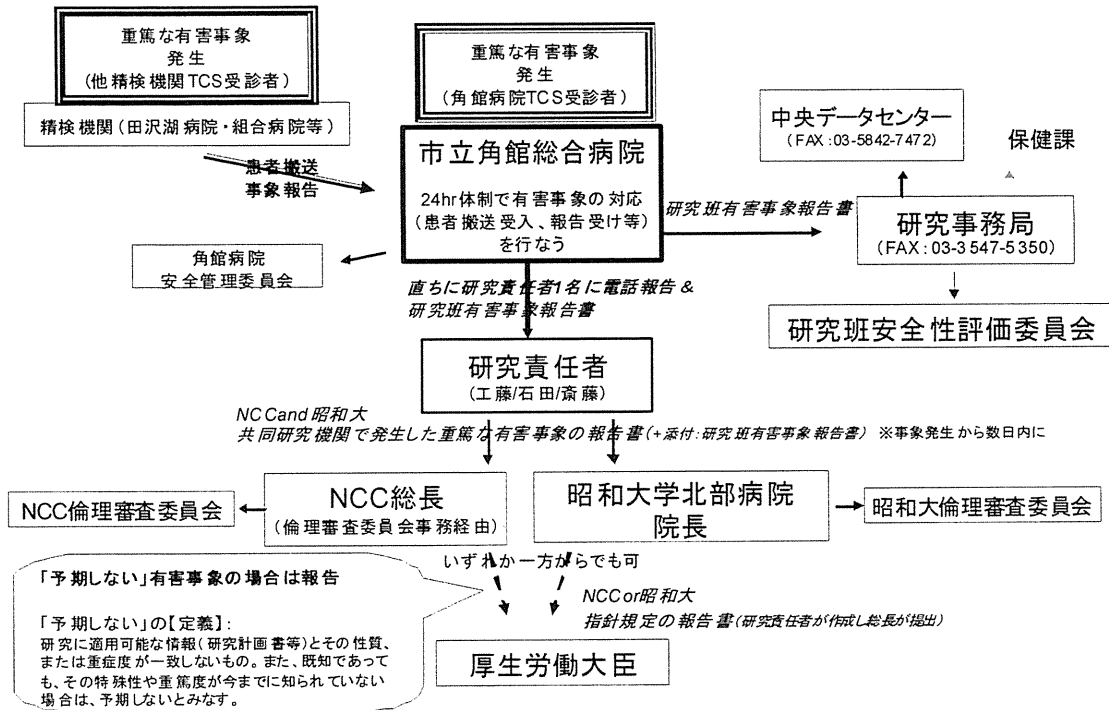 重篤な有害事象
発生
(他精検機関TCS受診者)
精検機関(田沢湖病院・組合病院等)
重篤な有害事象
発生
(角館病院TCS受診者)
患者搬送
事象報告
市立角館総合病院
24hr体制で有害事象の対応
(患者搬送受入、報告受け等)
を行なう
中央データセンター
(FAX:03-5842-7472)
保健課
研究班有害事象報告書
研究事務局
(FAX:03-3547-5350)
角館病院
安全管理委員会
研究班安全性評価委員会
直ちに研究責任者1名に電話報告 &
研究班有害事象報告書
研究責任者
(工藤/石田/斎藤)
NCCand昭和大
共同研究機関で発生した重篤な有害事象の報告書(+添付:研究班有害事象報告書) ※事象発生から数日内に
NCC倫理審査委員会
NCC総長
(倫理審査委員会事務経由)
昭和大学北部病院
院長
昭和大倫理審査委員会
いずれか一方からでも可
「予期しない」有害事象の場合は報告
「予期しない」の【定義】:
研究に適用可能な情報(研究計画書等)とその性質、
または重症度が一致しないもの。また、既知であって
も、その特殊性や重篤度が今までに知られていない
場合は、予期しないとみなす。
NCCor昭和大
指針規定の報告書(研究責任者が作成し総長が提出)
厚生労働大臣